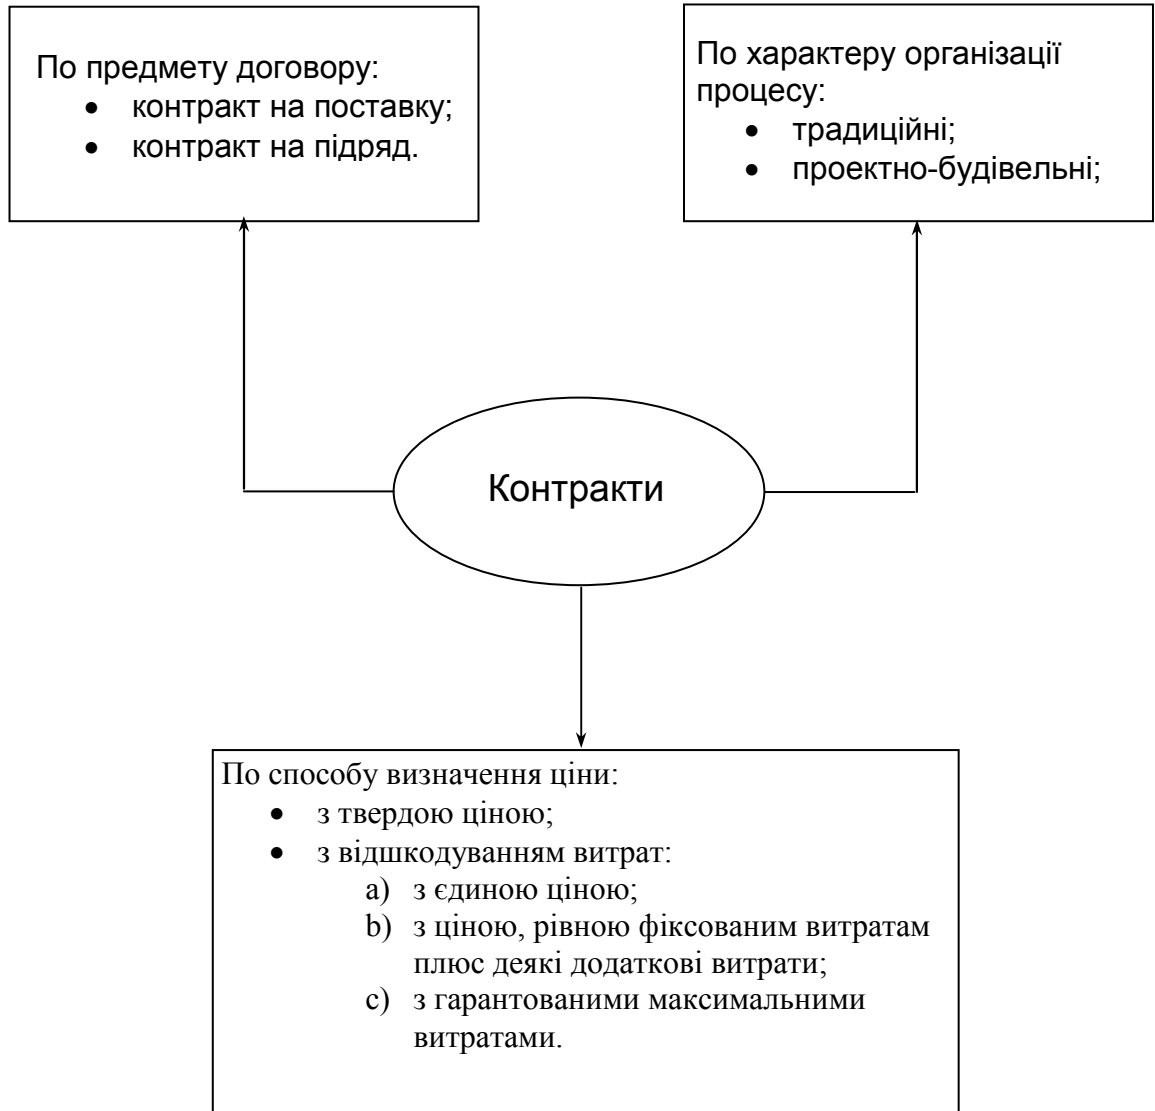 По предмету договору:
• контракт на поставку;
• контракт на підряд.
По характеру організації
процесу:
• традиційні;
• проектно-будівельні;
Контракти
По способу визначення ціни:
• з твердою ціною;
• з відшкодуванням витрат:
a) з єдиною ціною;
b) з ціною, рівною фіксованим витратам
плюс деякі додаткові витрати;
c) з гарантованими максимальними
витратами.